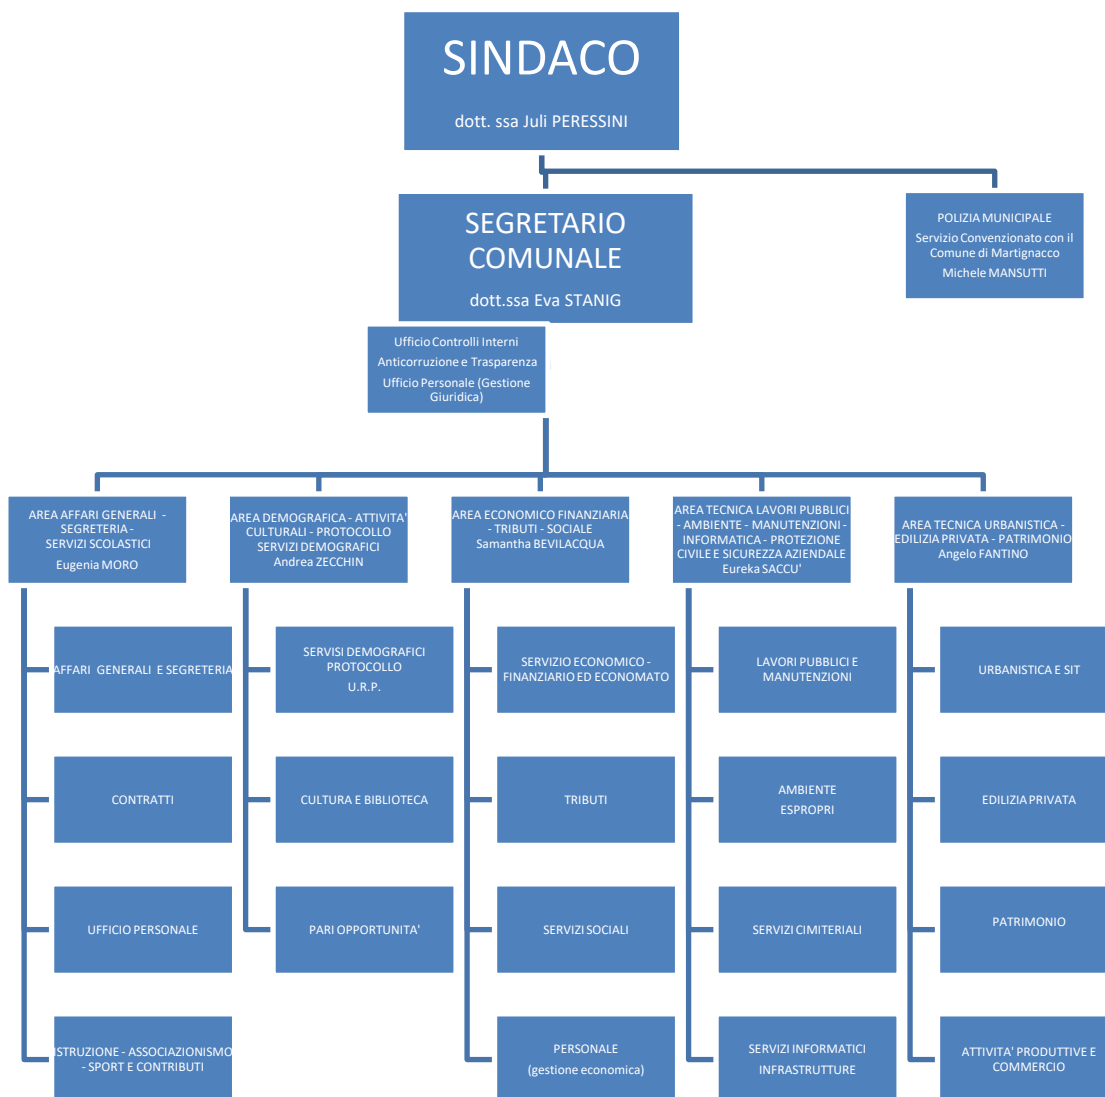 SINDACO
dott. ssa Juli PERESSINI
SEGRETARIO
COMUNALE
dott.ssa Eva STANIG
POLIZIA MUNICIPALE
Servizio Convenzionato con il
Comune di Martignacco
Michele MANSUTTI
Ufficio Controlli Interni
Anticorruzione e Trasparenza
Ufficio Personale (Gestione
Giuridica)
AREA AFFARI GENERALI -
SEGRETERIA -
SERVIZI SCOLASTICI
Eugenia MORO
AREA DEMOGRAFICA - ATTIVITA'
CULTURALI - PROTOCOLLO
SERVIZI DEMOGRAFICI
Andrea ZECCHIN
AREA ECONOMICO FINANZIARIA
- TRIBUTI - SOCIALE
Samantha BEVILACQUA
AREA TECNICA LAVORI PUBBLICI
- AMBIENTE - MANUTENZIONI -
INFORMATICA - PROTEZIONE
CIVILE E SICUREZZA AZIENDALE
Eureka SACCU'
AREA TECNICA URBANISTICA -
EDILIZIA PRIVATA - PATRIMONIO
Angelo FANTINO
AFFARI GENERALI E SEGRETERIA
CONTRATTI
UFFICIO PERSONALE
ISTRUZIONE - ASSOCIAZIONISMO
- SPORT E CONTRIBUTI
SERVISI DEMOGRAFICI
PROTOCOLLO
U.R.P.
CULTURA E BIBLIOTECA
PARI OPPORTUNITA'
SERVIZIO ECONOMICO -
FINANZIARIO ED ECONOMATO
TRIBUTI
SERVIZI SOCIALI
PERSONALE
(gestione economica)
LAVORI PUBBLICI E
MANUTENZIONI
AMBIENTE
ESPROPRI
SERVIZI CIMITERIALI
SERVIZI INFORMATICI
INFRASTRUTTURE
URBANISTICA E SIT
EDILIZIA PRIVATA
PATRIMONIO
ATTIVITA' PRODUTTIVE E
COMMERCIO